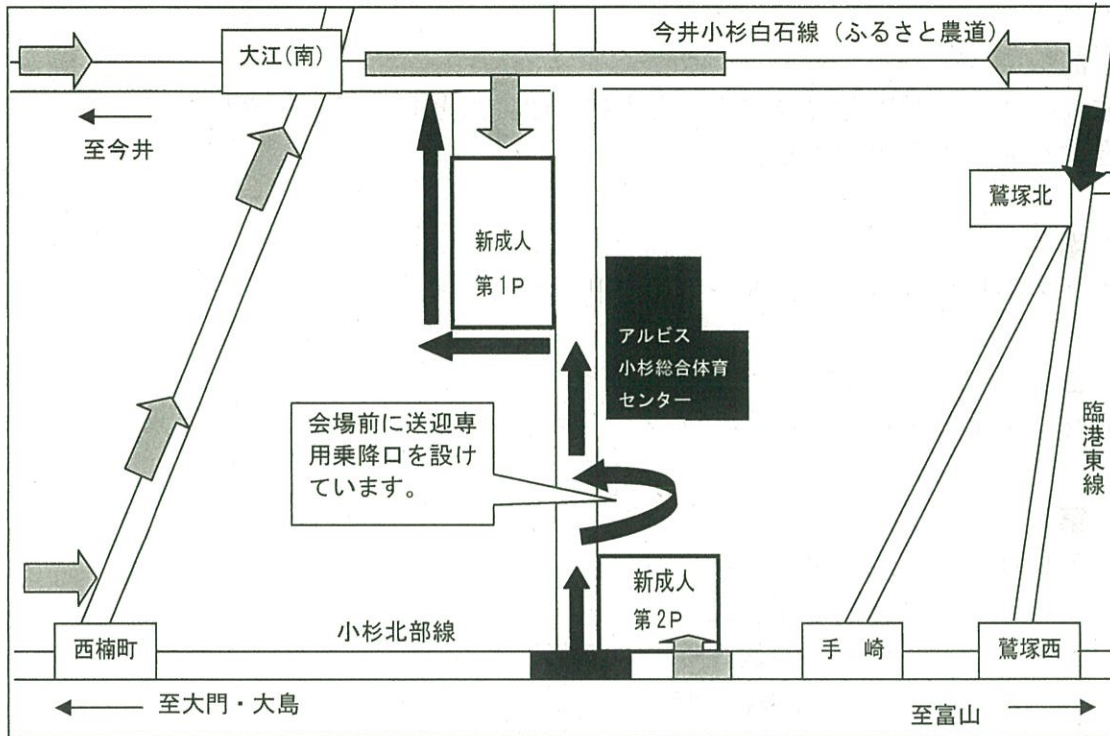 今井小杉白石線（ふるさと農道）
大江(南)
至今井
鷲塚北
新成人
第1P
アルビス
小杉総合体育
センター
会場前に送迎専
用乗降口を設け
ています。
臨港東線
新成人
第2P
小杉北部線
西楠町
手　崎
鷲塚西
至大門・大島
至富山